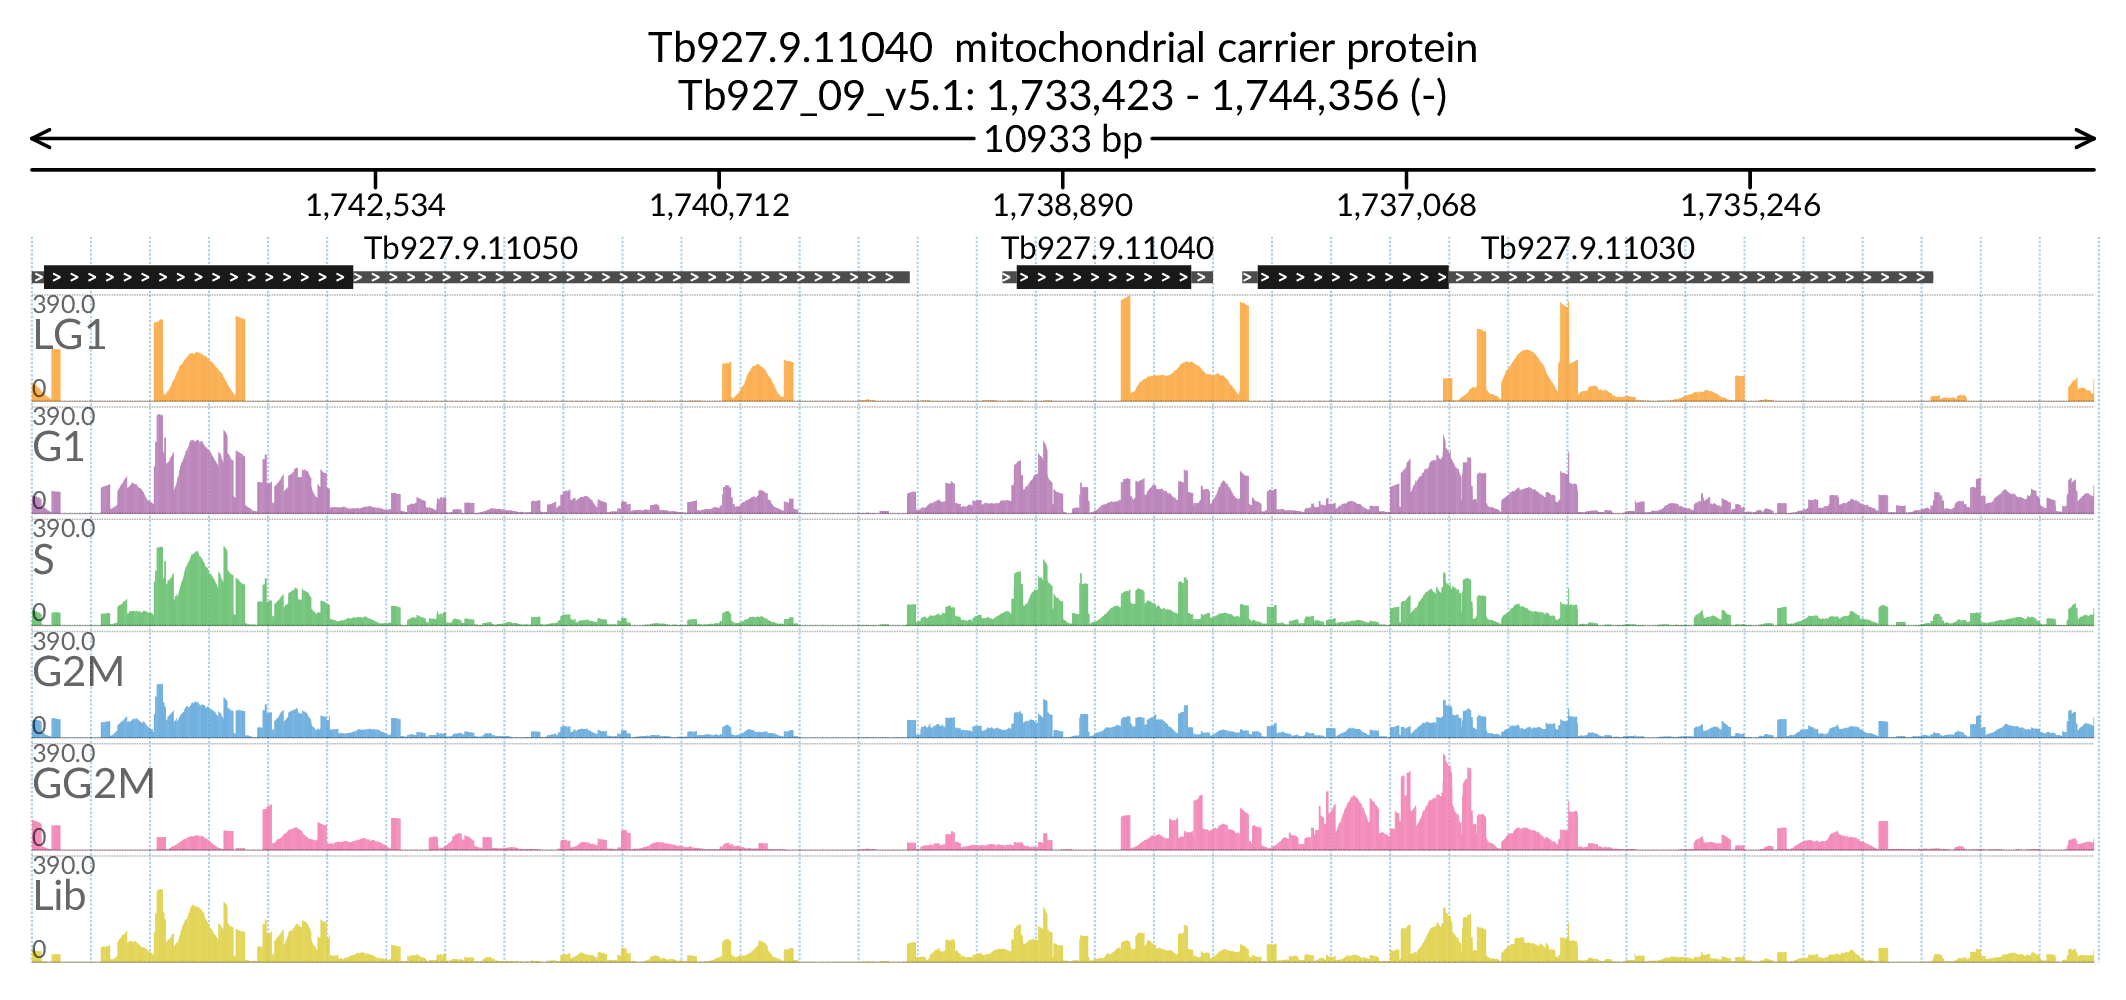 Tb927.9.11040  mitochondrial carrier protein
Tb927_09_v5.1: 1,733,423 - 1,744,356 (-)
10933 bp
1,742,534 1,740,712 1,738,890 1,737,068 1,735,246
Tb927.9.11050 Tb927.9.11040 Tb927.9.11030
390.0
LG1
0
390.0
G1
0
390.0
S
0
390.0
G2M
0
390.0
GG2M
0
390.0
Lib
0